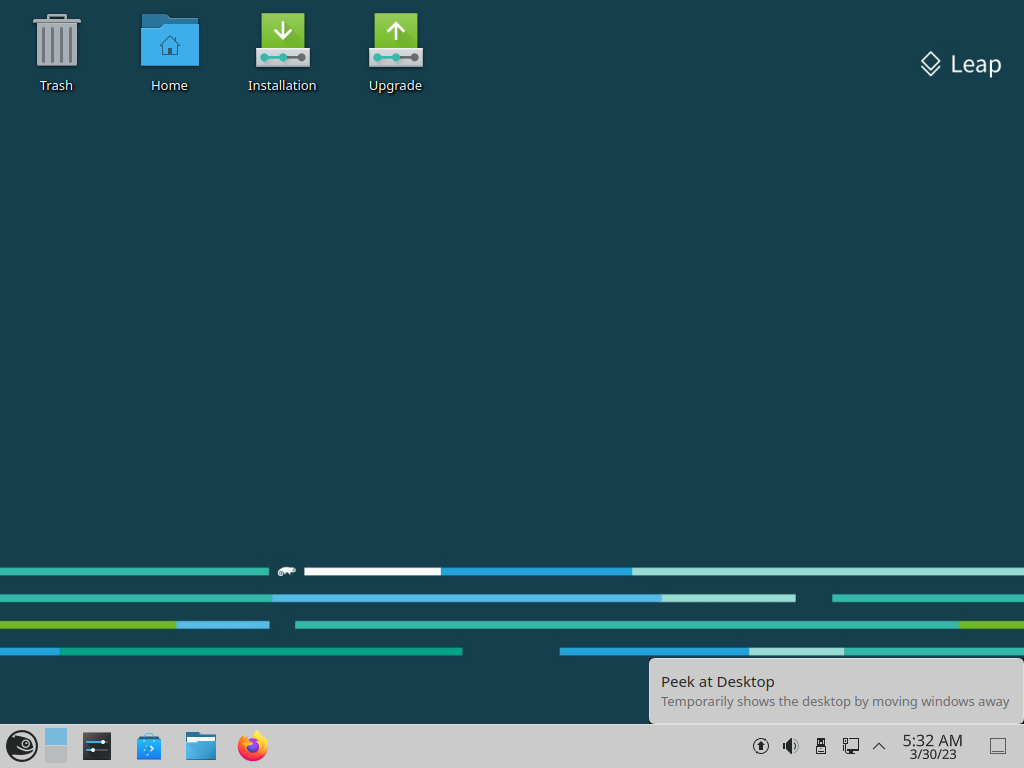 Trash
Home
Installation
Upgrade
Leap
Peek at Desktop
Temporarily shows the desktop by moving windows away
5:32 AM
3/30/23